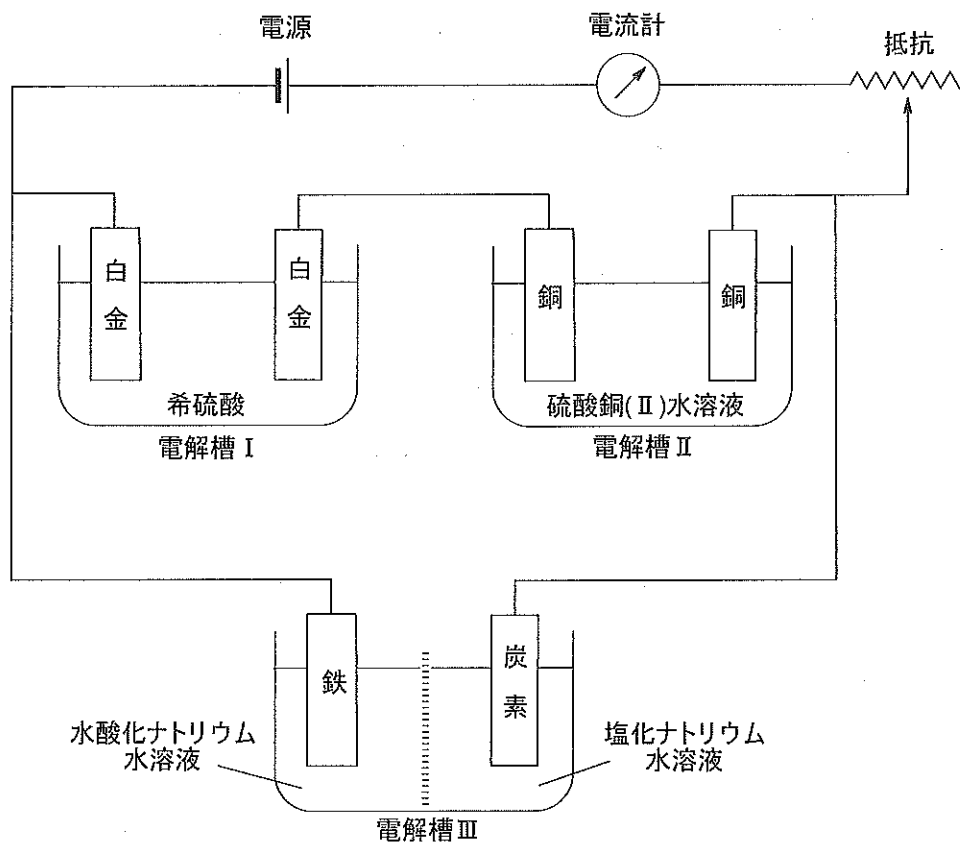 電源
電流計
抵抗
白金
白金
銅
銅
希硫酸
硫酸銅(Ⅱ)水溶液
電解槽Ⅰ
電解槽Ⅱ
鉄
炭素
水酸化ナトリウム
水溶液
塩化ナトリウム
水溶液
電解槽Ⅲ